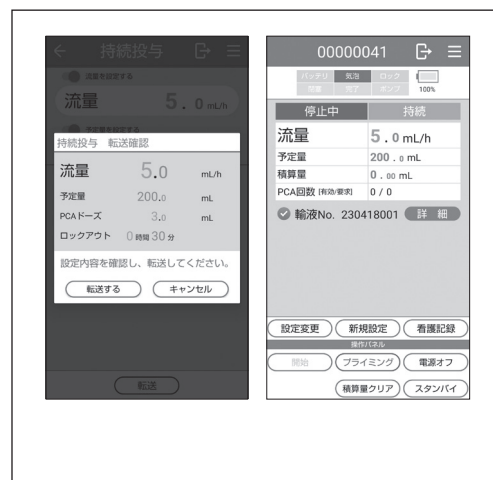 持続投与
流量を設定する
流量 5.0 mL/h
予定量を設定する
持続投与 転送確認
流量 5.0 mL/h
予定量 200.0 mL
PCAドーズ 3.0 mL
ロックアウト 0時間30分
設定内容を確認し、転送してください。
転送する キャンセル
転送
00000041
バッテリ 気泡 ロック
完了 ポンプ 100%
停止中 持続
流量 5.0 mL/h
予定量 200.0 mL
積算量 0.00 mL
PCA回数 [有効/要求] 0 / 0
輸液No. 230418001 詳 細
設定変更 新規設定 看護記録
操作パネル
開始 プライミング 電源オフ
積算量クリア スタンバイ